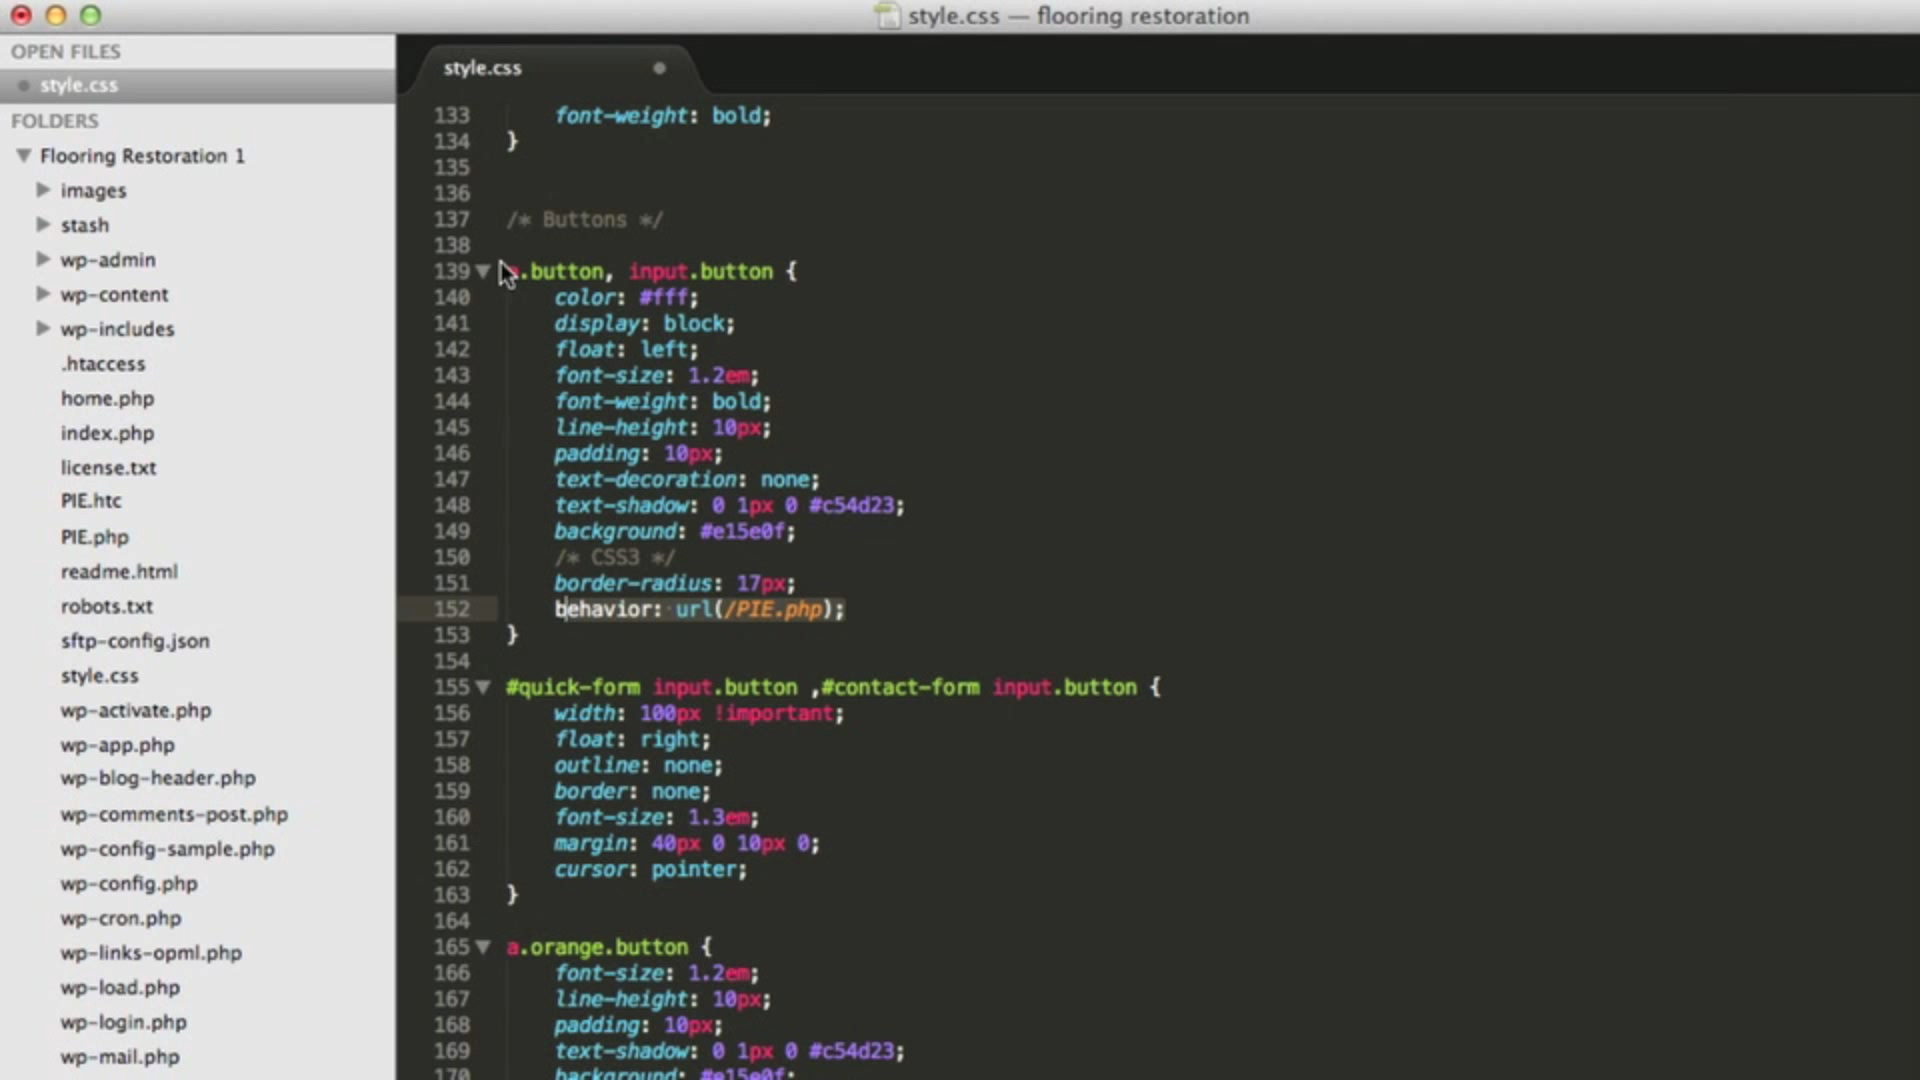 style.css — flooring restoration
OPEN FILES
style.css
FOLDERS
Flooring Restoration 1
images
stash
wp-admin
wp-content
wp-includes
.htaccess
home.php
index.php
license.txt
PIE.htc
PIE.php
readme.html
robots.txt
sftp-config.json
style.css
wp-activate.php
wp-app.php
wp-blog-header.php
wp-comments-post.php
wp-config-sample.php
wp-config.php
wp-cron.php
wp-links-opml.php
wp-load.php
wp-login.php
wp-mail.php
style.css
133 font-weight: bold;
134 }
135
136
137 /* Buttons */
138
139 a.button, input.button {
140 color: #fff;
141 display: block;
142 float: left;
143 font-size: 1.2em;
144 font-weight: bold;
145 line-height: 10px;
146 padding: 10px;
147 text-decoration: none;
148 text-shadow: 0 1px 0 #c54d23;
149 background: #e15e0f;
150 /* CSS3 */
151 border-radius: 17px;
152 behavior: url(/PIE.php);
153 }
154
155 #quick-form input.button ,#contact-form input.button {
156 width: 100px !important;
157 float: right;
158 outline: none;
159 border: none;
160 font-size: 1.3em;
161 margin: 40px 0 10px 0;
162 cursor: pointer;
163 }
164
165 a.orange.button {
166 font-size: 1.2em;
167 line-height: 10px;
168 padding: 10px;
169 text-shadow: 0 1px 0 #c54d23;
170 background: #e15e0f;